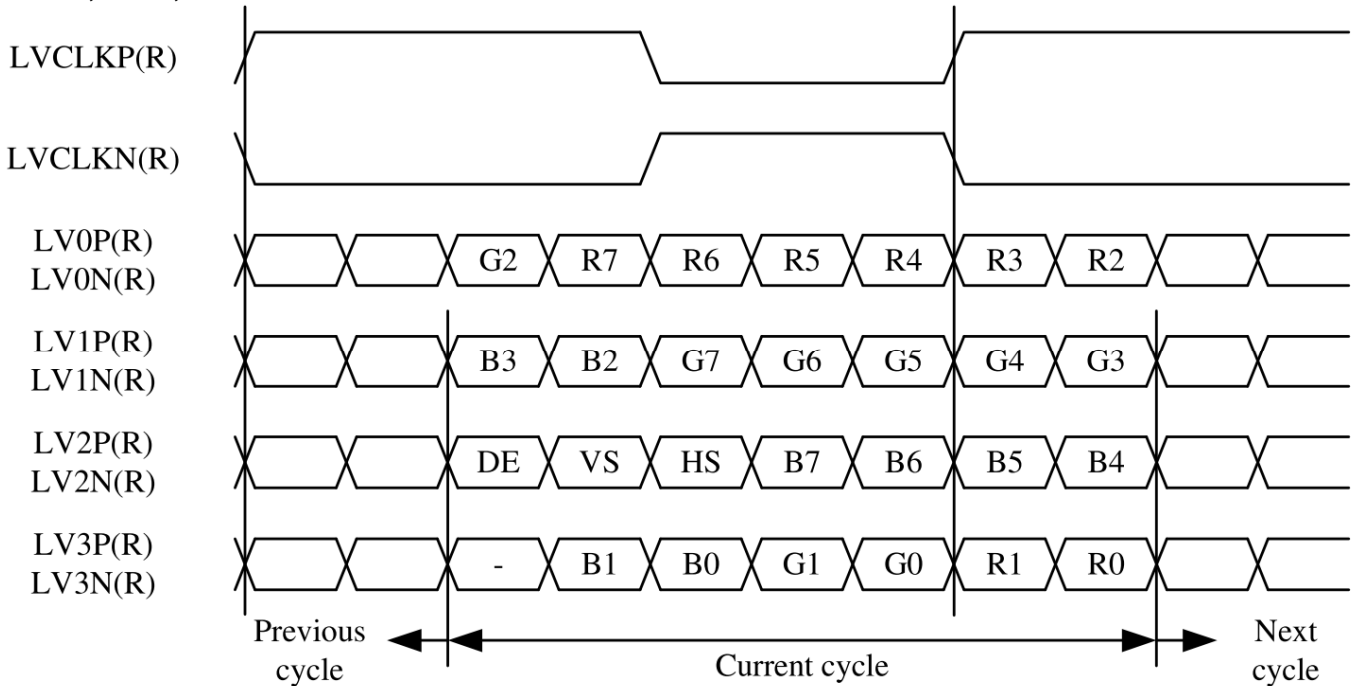 LVCLKP(R)
LVCLKN(R)
LV0P(R)
LV0N(R)
G2 R7 R6 R5 R4 R3 R2
LV1P(R)
LV1N(R)
B3 B2 G7 G6 G5 G4 G3
LV2P(R)
LV2N(R)
DE VS HS B7 B6 B5 B4
LV3P(R)
LV3N(R)
- B1 B0 G1 G0 R1 R0
Previous
cycle
Current cycle
Next
cycle